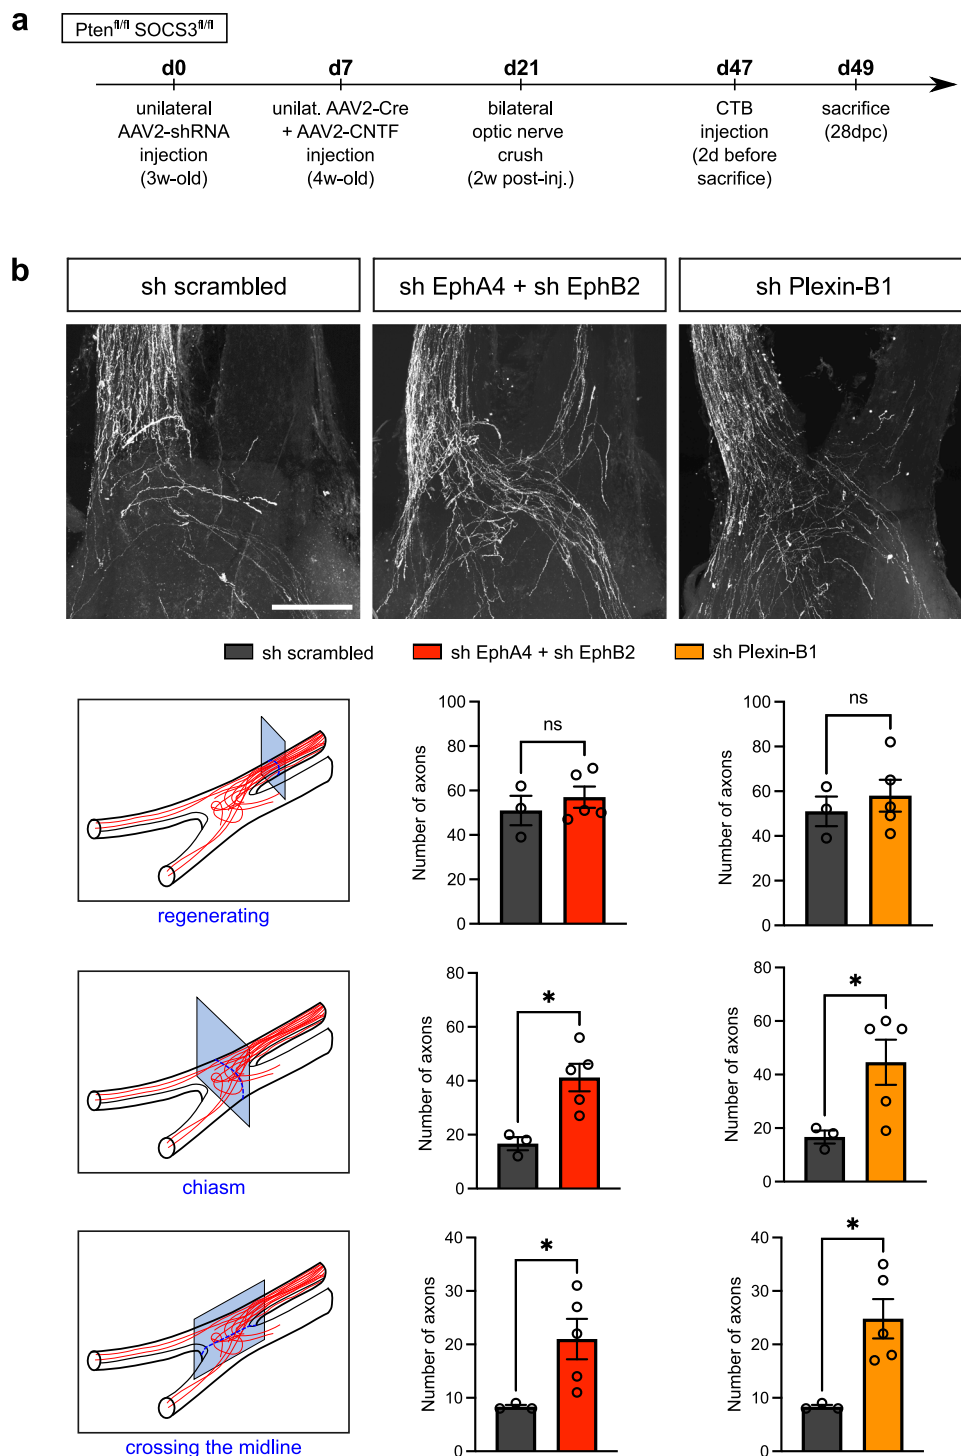 a
Pten^fl/fl SOCS3^fl/fl
d0
d7
d21
d47
d49
unilateral
AAV2-shRNA
injection
(3w-old)
unilat. AAV2-Cre
+ AAV2-CNTF
injection
(4w-old)
bilateral
optic nerve
crush
(2w post-inj.)
CTB
injection
(2d before
sacrifice)
sacrifice
(28dpc)
b
sh scrambled
sh EphA4 + sh EphB2
sh Plexin-B1
sh scrambled
sh EphA4 + sh EphB2
sh Plexin-B1
regenerating
Number of axons
100
80
60
40
20
0
ns
Number of axons
100
80
60
40
20
0
ns
chiasm
Number of axons
80
60
40
20
0
*
Number of axons
80
60
40
20
0
*
crossing the midline
Number of axons
40
30
20
10
0
*
Number of axons
40
30
20
10
0
*